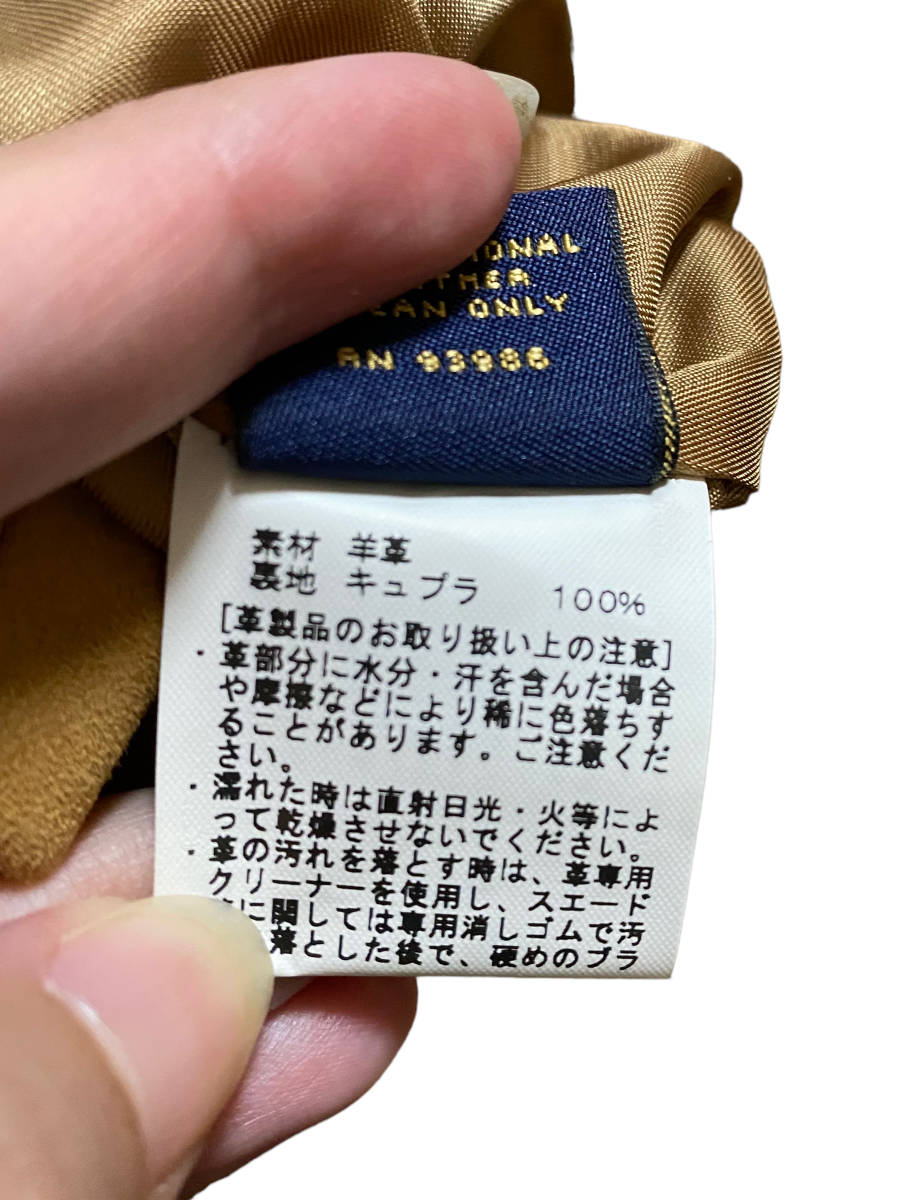 ONLY
RN 93986
素材 羊革
裏地 キュプラ 100%
[革製品のお取り扱い上の注意]
・革部分に水分・汗を含んだ場合
や摩擦などにより稀に色落ちす
ることがあります。ご注意くだ
さい。
・濡れた時は直射日光・火等によ
って乾燥させないでください。
・革の汚れを落とす時は、革専用
クリーナーを使用し、スエード
に関しては専用消しゴムで汚
落とした後で、硬めのブラ